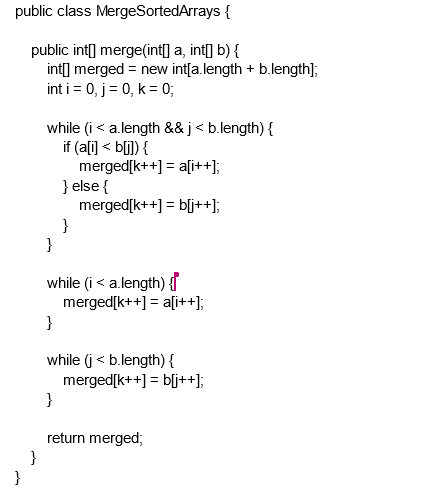 public class MergeSortedArrays {

    public int[] merge(int[] a, int[] b) {
        int[] merged = new int[a.length + b.length];
        int i = 0, j = 0, k = 0;

        while (i < a.length && j < b.length) {
            if (a[i] < b[j]) {
                merged[k++] = a[i++];
            } else {
                merged[k++] = b[j++];
            }
        }

        while (i < a.length) {
            merged[k++] = a[i++];
        }

        while (j < b.length) {
            merged[k++] = b[j++];
        }

        return merged;
    }
}